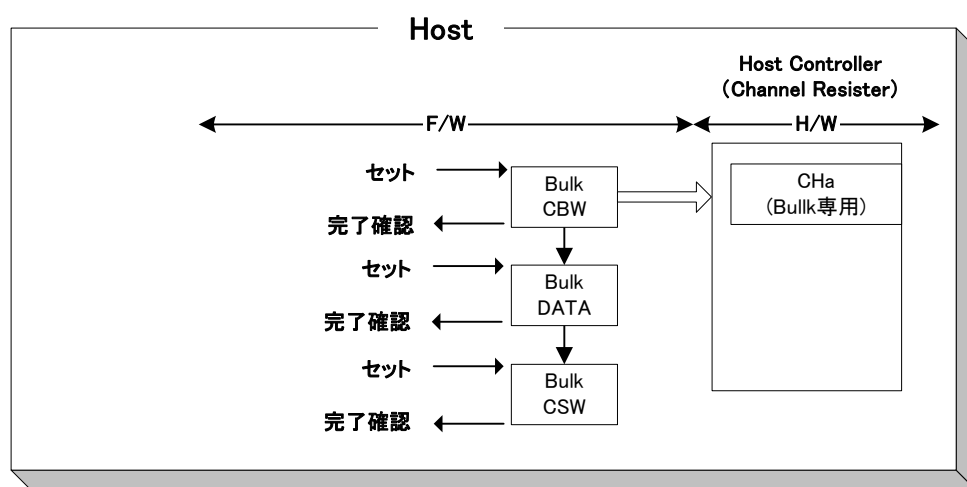 Host
Host Controller
(Channel Resister)
F/W
H/W
セット
Bulk
CBW
完了確認
CHa
(Bullk専用)
セット
Bulk
DATA
完了確認
セット
Bulk
CSW
完了確認